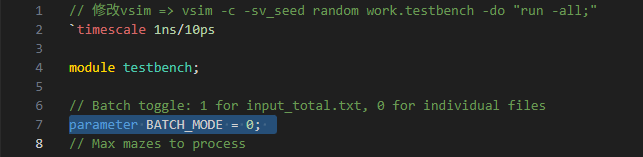 1 // 修改vsim => vsim -c -sv_seed random work.testbench -do "run -all;"
2 `timescale 1ns/10ps
3
4 module testbench;
5
6 // Batch toggle: 1 for input_total.txt, 0 for individual files
7 parameter BATCH_MODE = 0;
8 // Max mazes to process